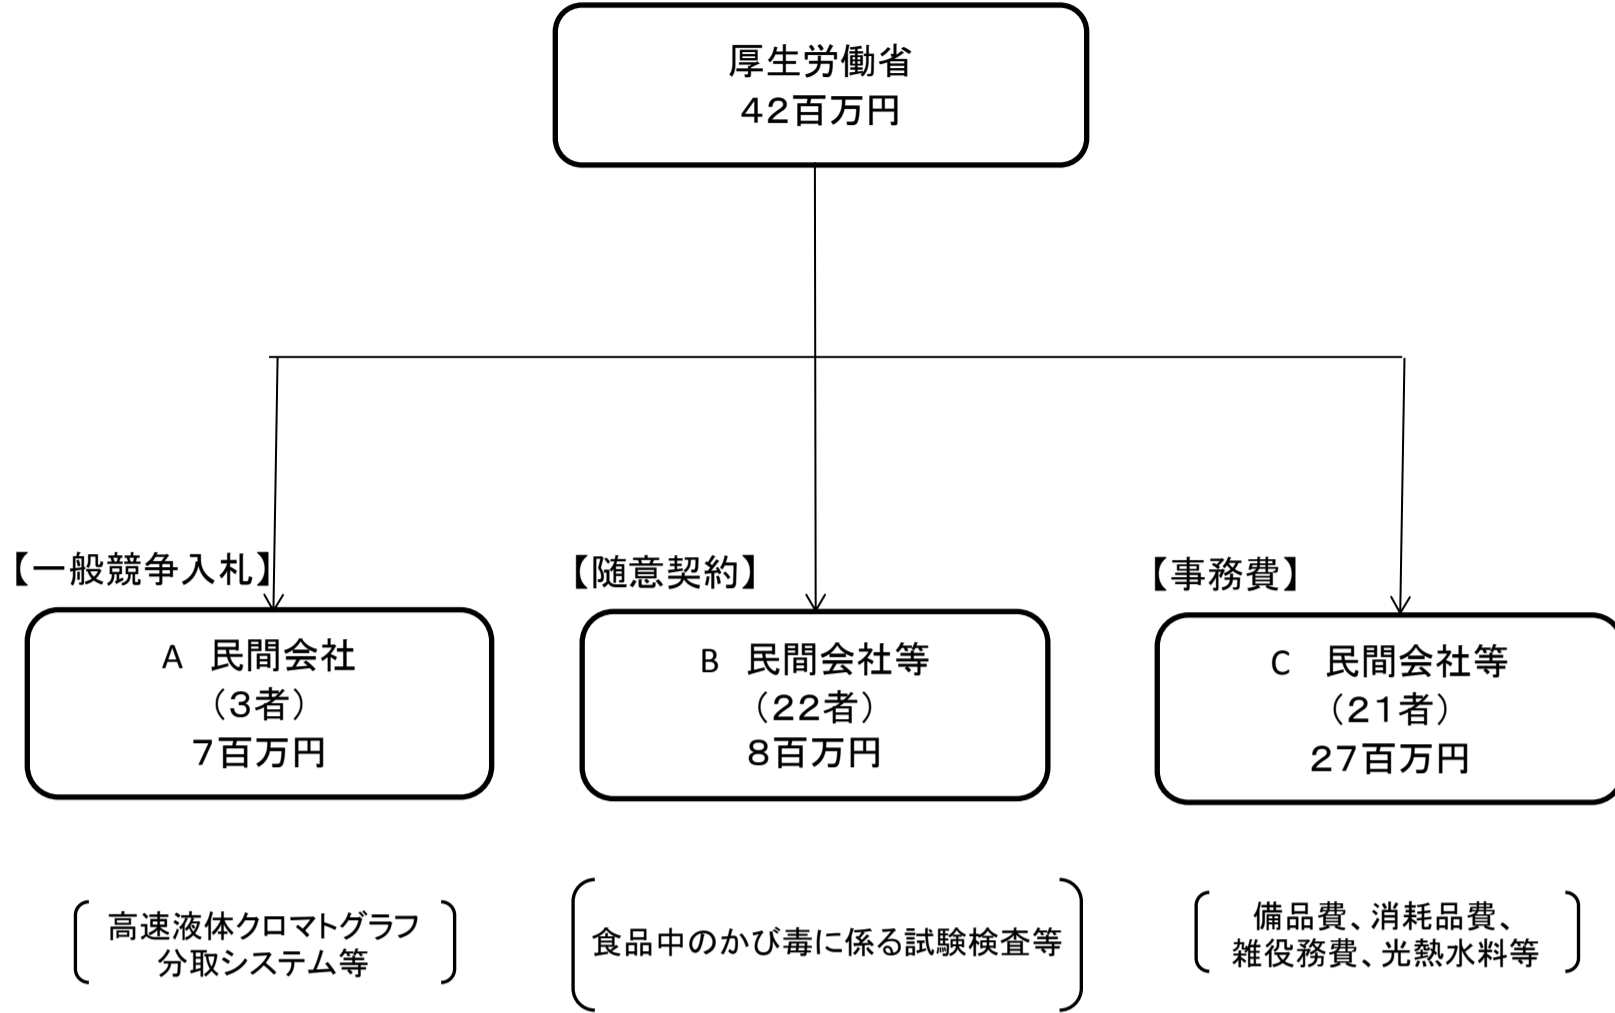 厚生労働省
42百万円
【一般競争入札】
A 民間会社
（3者）
7百万円
高速液体クロマトグラフ
分取システム等
【随意契約】
B 民間会社等
（22者）
8百万円
食品中のかび毒に係る試験検査等
【事務費】
C 民間会社等
（21者）
27百万円
備品費、消耗品費、
雑役務費、光熱水料等